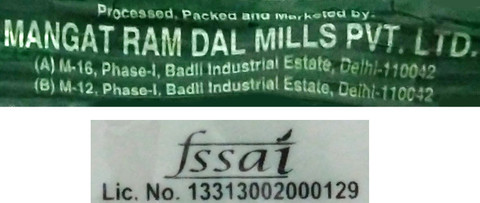 Processed, Packed and Marketed by:
MANGAT RAM DAL MILLS PVT. LTD.
(A) M-16, Phase-I, Badli Industrial Estate, Delhi-110042
(B) M-12, Phase-I, Badli Industrial Estate, Delhi-110042
fssai
Lic. No. 13313002000129